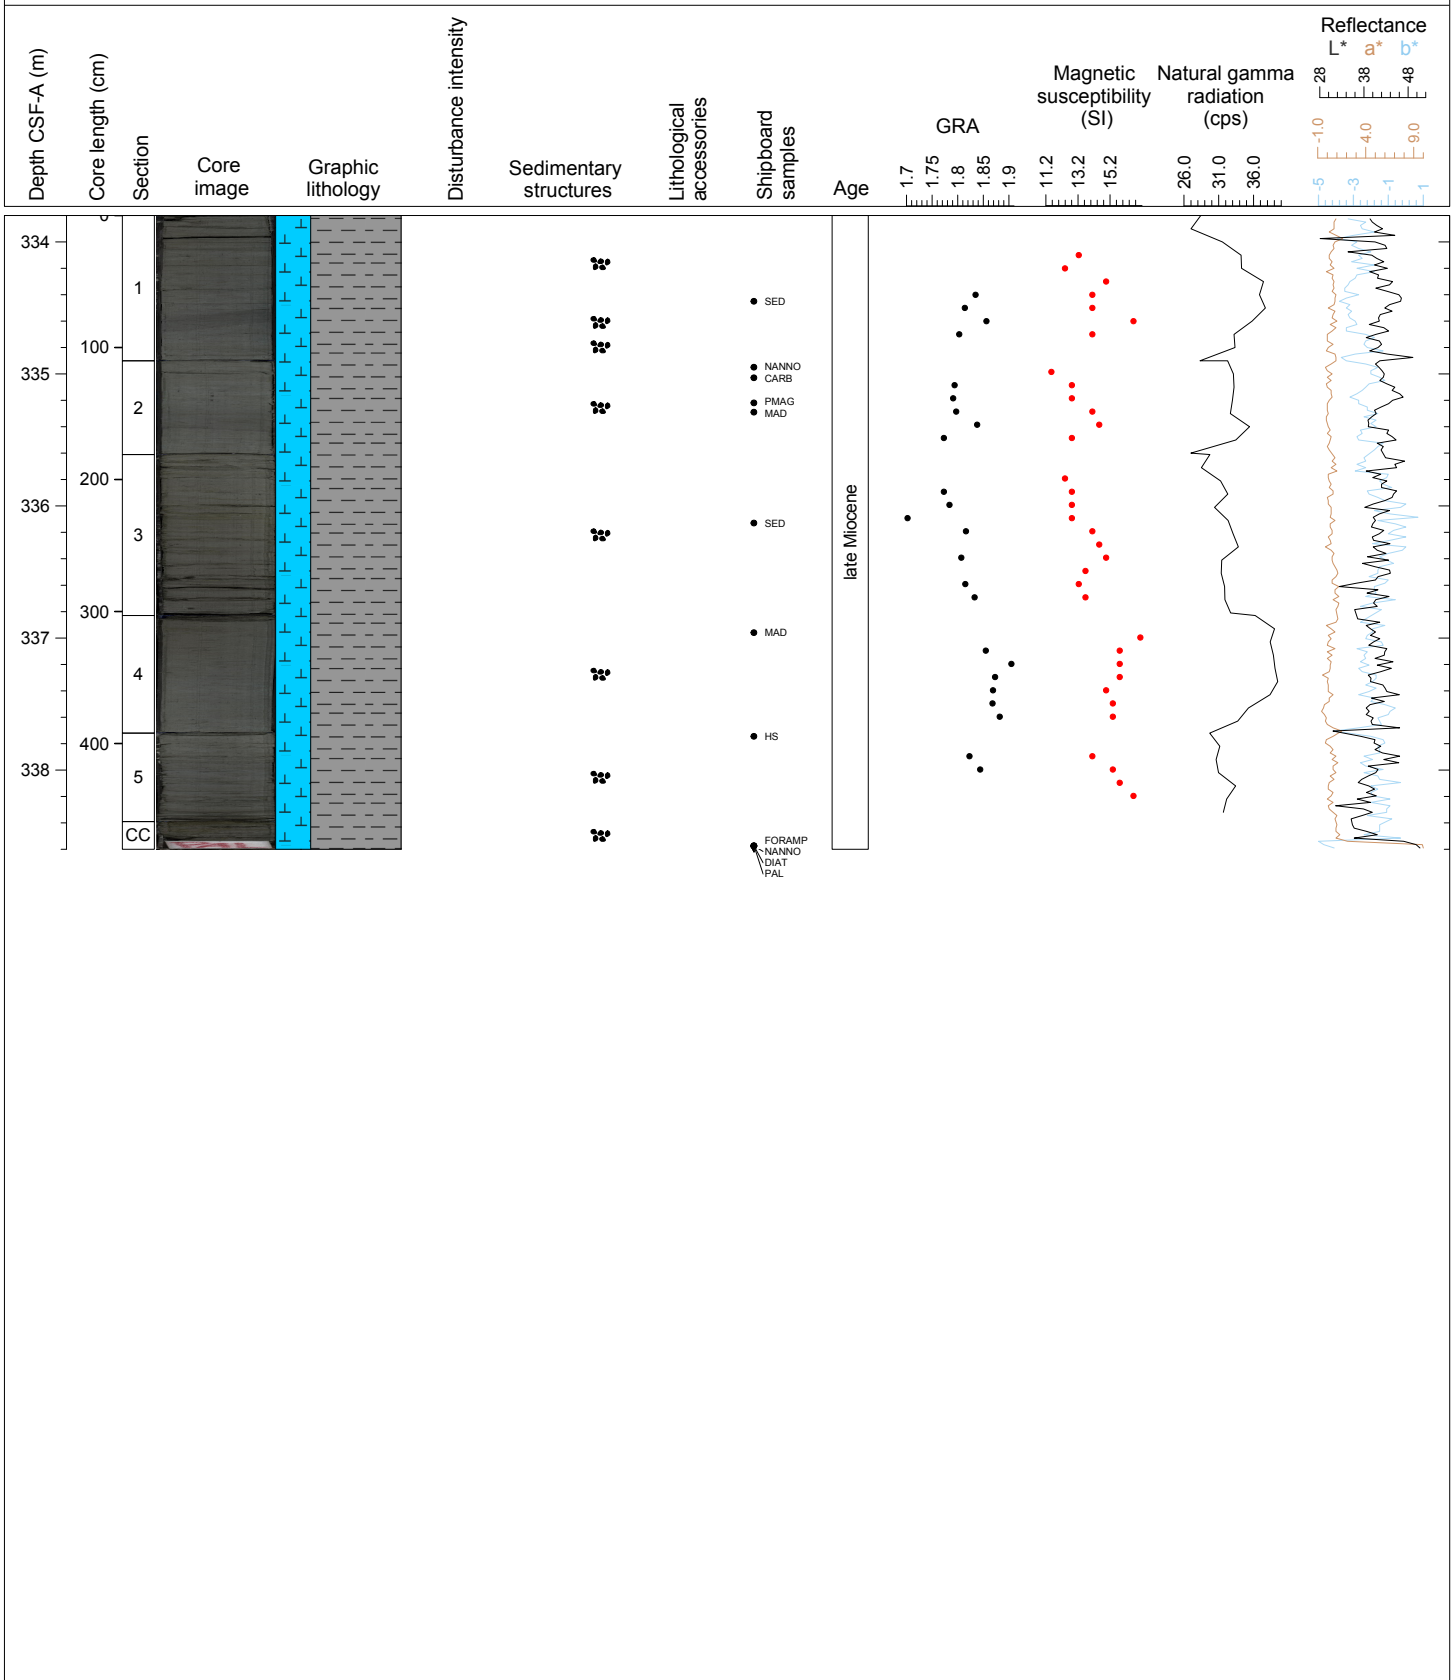 Depth CSF-A (m)
Core length (cm)
Section
Core
image
Graphic
lithology
Disturbance intensity
Sedimentary
structures
Lithological
accessories
Shipboard
samples
Age
GRA
1.7
1.75
1.8
1.85
1.9
Magnetic
susceptibility
(SI)
11.2
13.2
15.2
Natural gamma
radiation
(cps)
26.0
31.0
36.0
Reflectance
L* a* b*
28
38
48
-1.0
4.0
9.0
-5
-3
-1
1
334
335
336
337
338
0
100
200
300
400
1
2
3
4
5
CC
SED
NANNO
CARB
PMAG
MAD
SED
MAD
HS
FORAMP
NANNO
DIAT
PAL
late Miocene